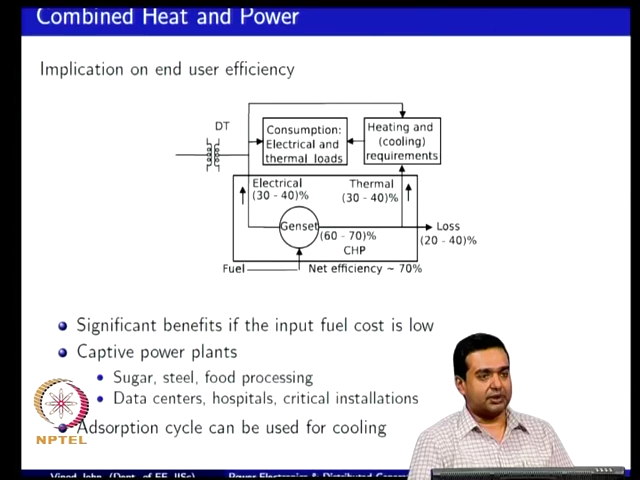 Combined Heat and Power
Implication on end user efficiency
DT
Consumption:
Electrical and
thermal loads
Heating and
(cooling)
requirements
Electrical
(30 - 40)%
Thermal
(30 - 40)%
Genset
(60 - 70)%
CHP
Loss
(20 - 40)%
Fuel
Net efficiency ~ 70%
Significant benefits if the input fuel cost is low
Captive power plants
Sugar, steel, food processing
Data centers, hospitals, critical installations
Adsorption cycle can be used for cooling
NPTEL